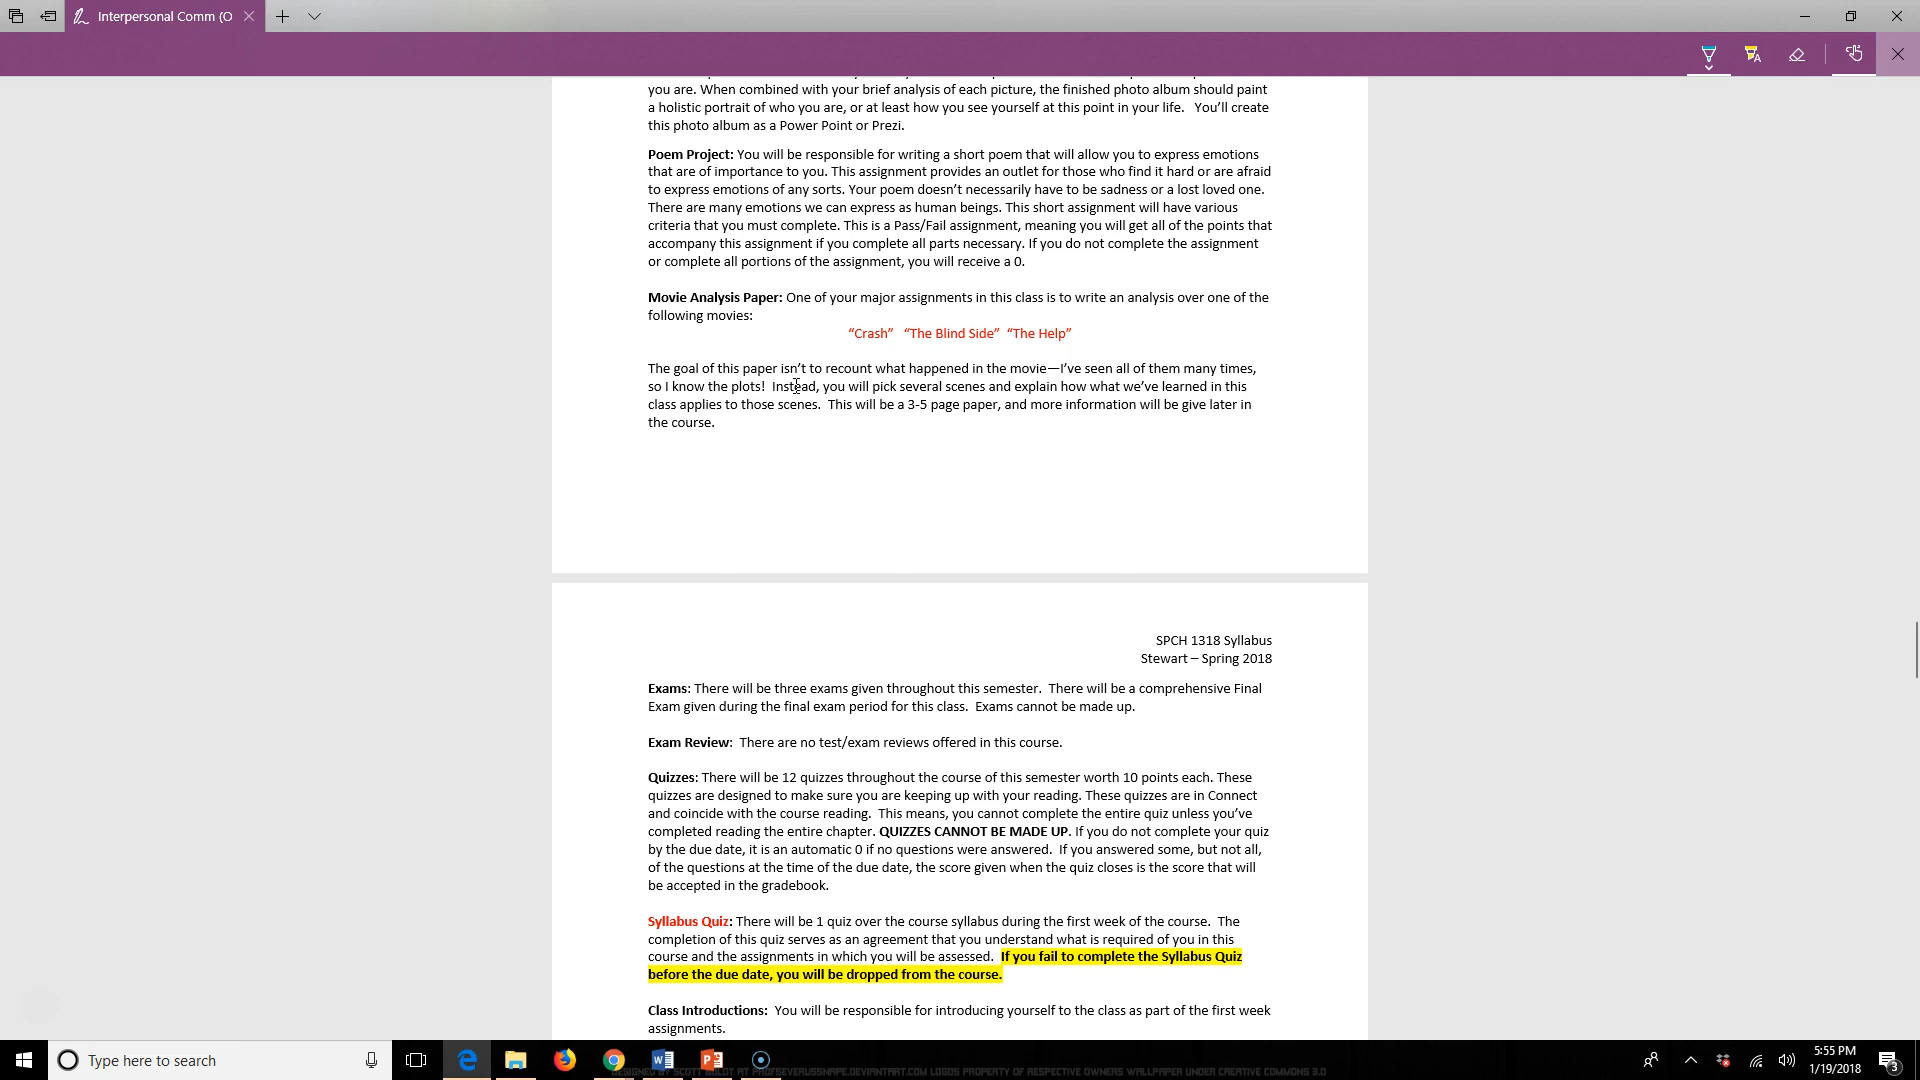 Interpersonal Comm (O
you are. When combined with your brief analysis of each picture, the finished photo album should paint
a holistic portrait of who you are, or at least how you see yourself at this point in your life.   You'll create
this photo album as a Power Point or Prezi.
Poem Project: You will be responsible for writing a short poem that will allow you to express emotions
that are of importance to you. This assignment provides an outlet for those who find it hard or are afraid
to express emotions of any sorts. Your poem doesn't necessarily have to be sadness or a lost loved one.
There are many emotions we can express as human beings. This short assignment will have various
criteria that you must complete. This is a Pass/Fail assignment, meaning you will get all of the points that
accompany this assignment if you complete all parts necessary. If you do not complete the assignment
or complete all portions of the assignment, you will receive a 0.
Movie Analysis Paper: One of your major assignments in this class is to write an analysis over one of the
following movies:
“Crash”   “The Blind Side”  “The Help”
The goal of this paper isn’t to recount what happened in the movie—I’ve seen all of them many times,
so I know the plots!  Instead, you will pick several scenes and explain how what we’ve learned in this
class applies to those scenes.  This will be a 3-5 page paper, and more information will be give later in
the course.
SPCH 1318 Syllabus
Stewart – Spring 2018
Exams: There will be three exams given throughout this semester.  There will be a comprehensive Final
Exam given during the final exam period for this class.  Exams cannot be made up.
Exam Review:  There are no test/exam reviews offered in this course.
Quizzes: There will be 12 quizzes throughout the course of this semester worth 10 points each. These
quizzes are designed to make sure you are keeping up with your reading. These quizzes are in Connect
and coincide with the course reading.  This means, you cannot complete the entire quiz unless you’ve
completed reading the entire chapter. QUIZZES CANNOT BE MADE UP. If you do not complete your quiz
by the due date, it is an automatic 0 if no questions were answered.  If you answered some, but not all,
of the questions at the time of the due date, the score given when the quiz closes is the score that will
be accepted in the gradebook.
Syllabus Quiz: There will be 1 quiz over the course syllabus during the first week of the course.  The
completion of this quiz serves as an agreement that you understand what is required of you in this
course and the assignments in which you will be assessed.  If you fail to complete the Syllabus Quiz
before the due date, you will be dropped from the course.
Class Introductions:  You will be responsible for introducing yourself to the class as part of the first week
assignments.
Type here to search
5:55 PM
1/19/2018
3
DESIGNED BY SCOTT BOLDT AT PROFSEVERUSSNAPE.DEVIANTART.COM LOGOS PROPERTY OF RESPECTIVE OWNERS WALLPAPER UNDER CREATIVE COMMONS 3.0